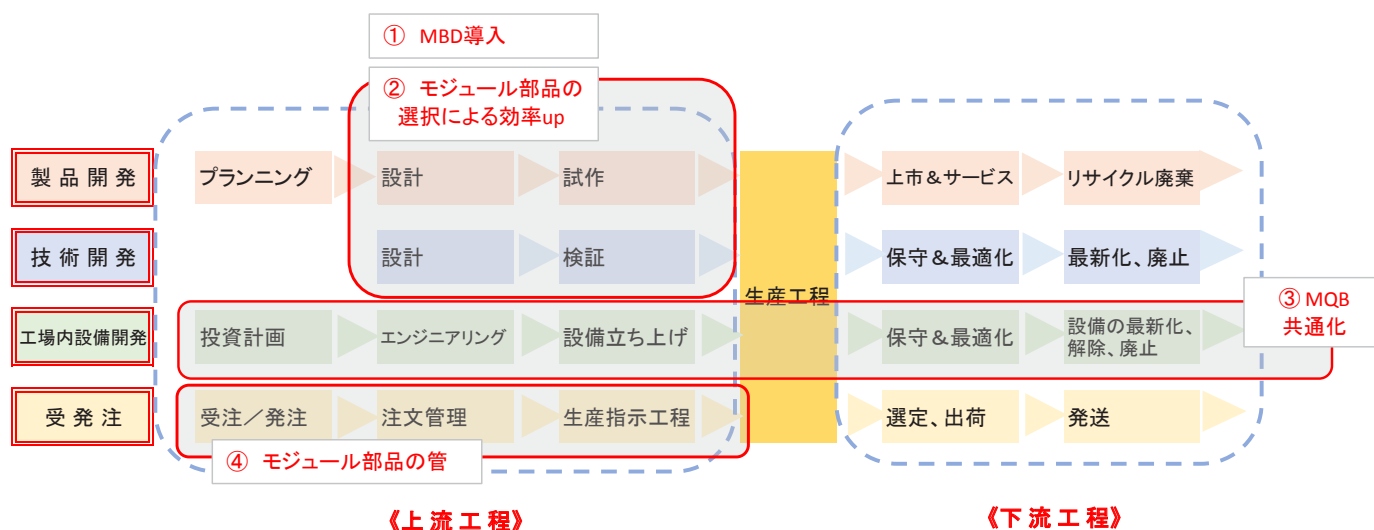 ① MBD導入
② モジュール部品の
選択による効率up
製品開発
プランニング
設計
試作
上市＆サービス
リサイクル廃棄
技術開発
設計
検証
生産工程
保守＆最適化
最新化、廃止
③ MQB
共通化
工場内設備開発
投資計画
エンジニアリング
設備立ち上げ
保守＆最適化
設備の最新化、
解除、廃止
受発注
受注／発注
注文管理
生産指示工程
選定、出荷
発送
④ モジュール部品の管
《上流工程》
《下流工程》